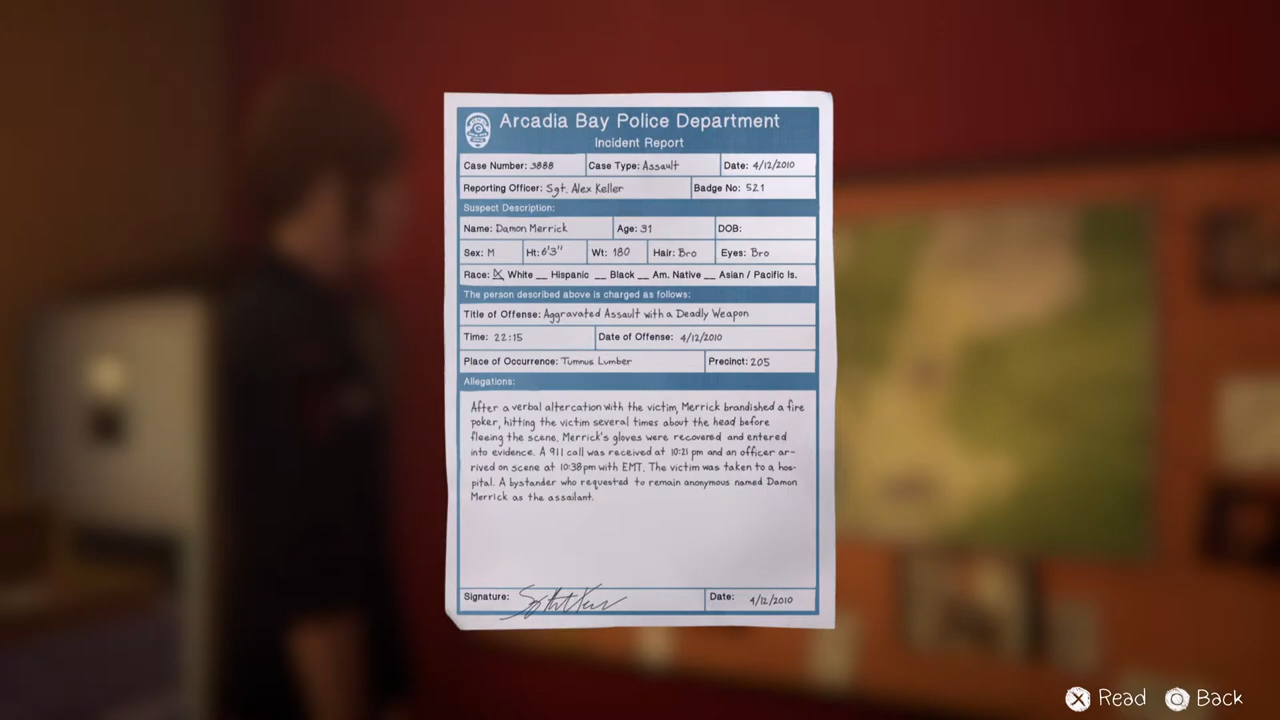 Arcadia Bay Police Department
Incident Report
Case Number: 3888 Case Type: Assault Date: 4/12/2010
Reporting Officer: Sgt. Alex Keller Badge No: 521
Suspect Description:
Name: Damon Merrick Age: 31 DOB:
Sex: M Ht: 6'3" Wt: 180 Hair: Bro Eyes: Bro
Race: X White __ Hispanic __ Black __ Am. Native __ Asian / Pacific Is.
The person described above is charged as follows:
Title of Offense: Aggravated Assault with a Deadly Weapon
Time: 22:15 Date of Offense: 4/12/2010
Place of Occurrence: Tumnus Lumber Precinct: 205
Allegations:
After a verbal altercation with the victim, Merrick brandished a fire
poker, hitting the victim several times about the head before
fleeing the scene. Merrick's gloves were recovered and entered
into evidence. A 911 call was received at 10:21 pm and an officer ar-
rived on scene at 10:38pm with EMT. The victim was taken to a hos-
pital. A bystander who requested to remain anonymous named Damon
Merrick as the assailant.
Signature: Date: 4/12/2010
Read Back